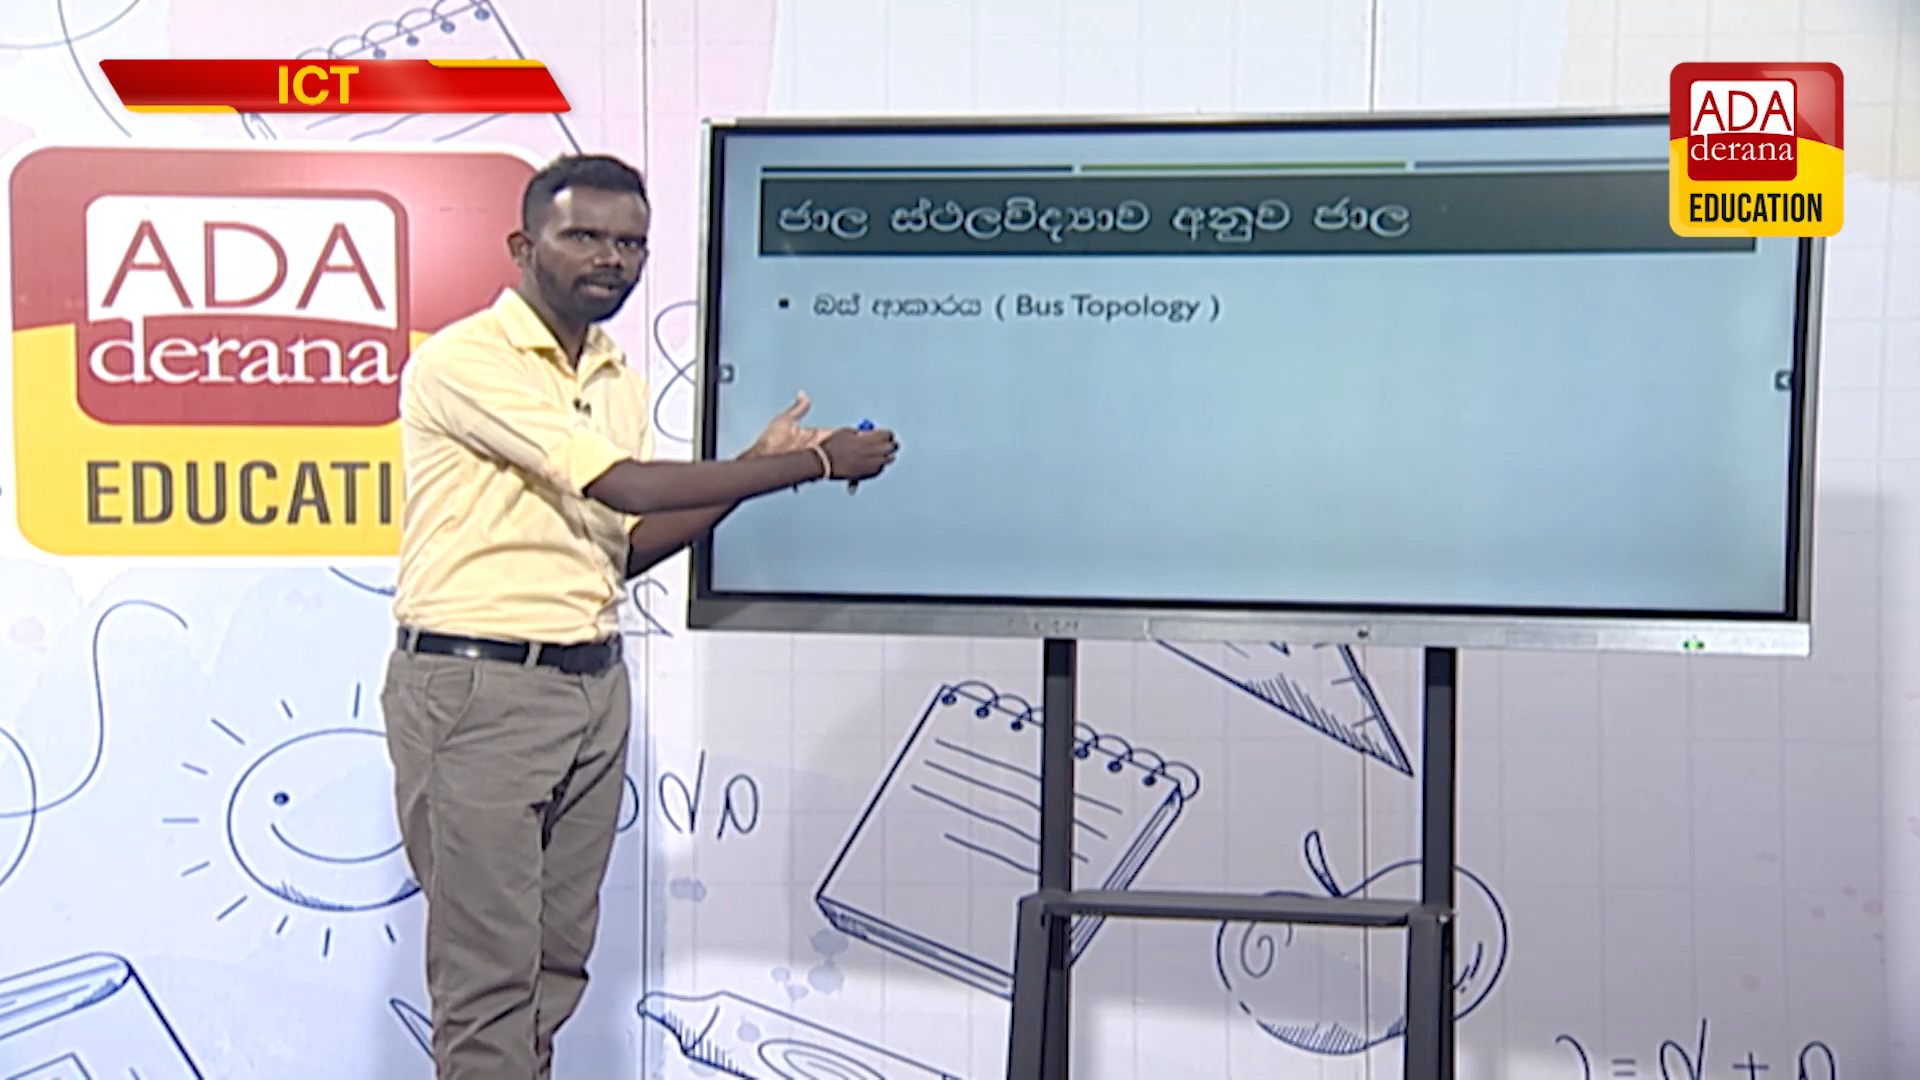 ICT
ADA
derana
EDUCATION
ADA
derana
EDUCATI
ජාල ස්ථලවිද්‍යාව අනුව ජාල
▪ බස් ආකාරය ( Bus Topology )